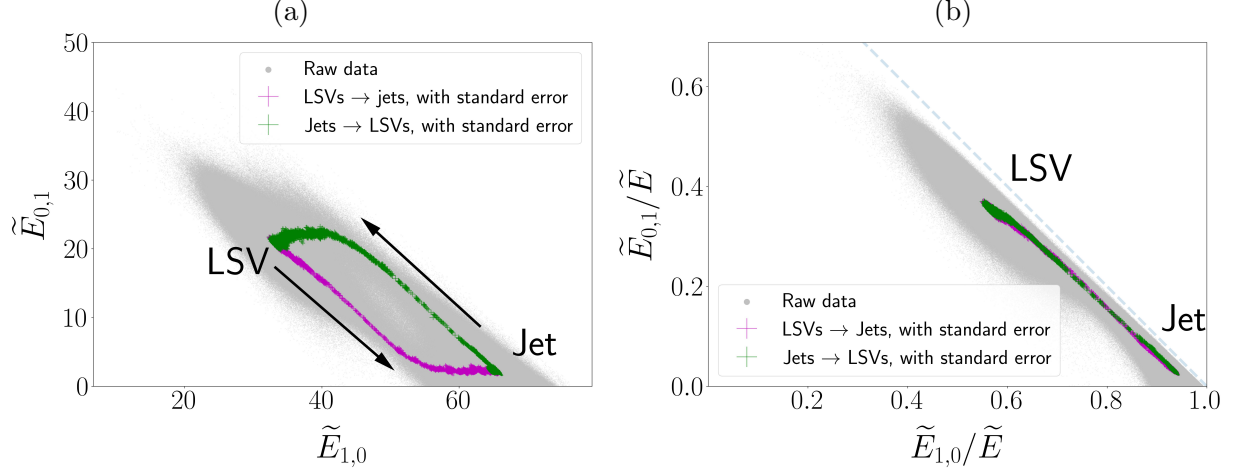 (a)
50
40
30
20
10
0
Ẽ0,1
Raw data
LSVs → jets, with standard error
Jets → LSVs, with standard error
LSV
Jet
20
40
60
Ẽ1,0
(b)
0.6
0.4
0.2
0.0
Ẽ0,1/Ẽ
LSV
Raw data
LSVs → Jets, with standard error
Jets → LSVs, with standard error
Jet
0.2
0.4
0.6
0.8
1.0
Ẽ1,0/Ẽ